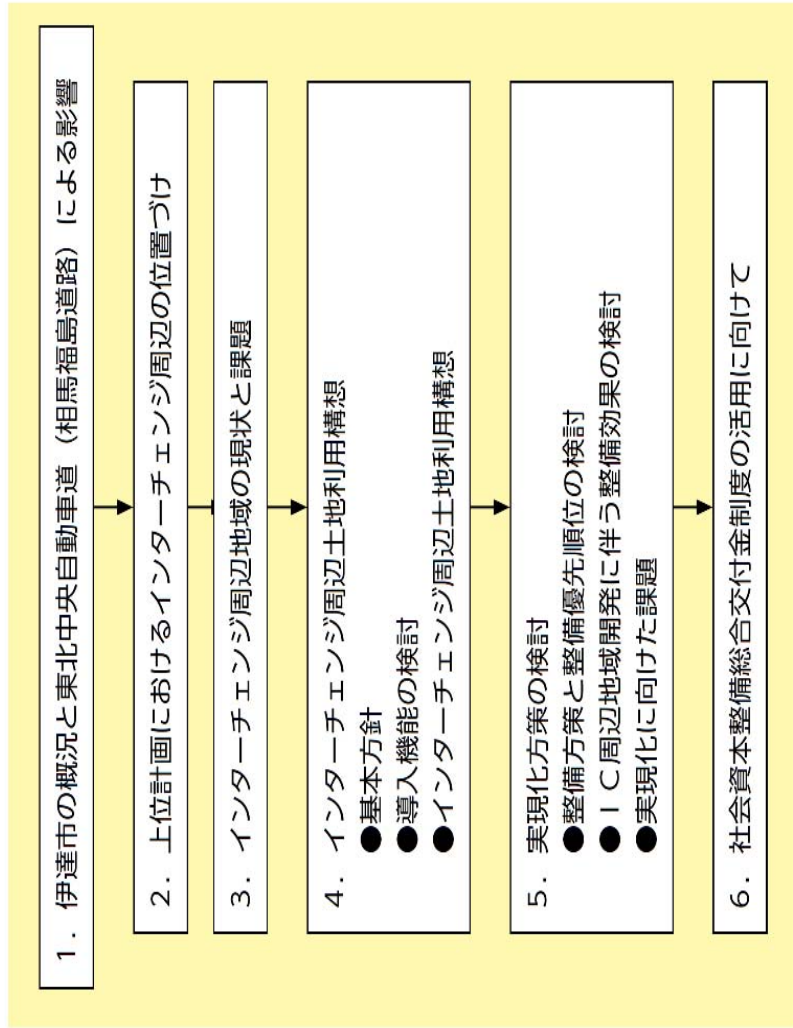 1．伊達市の概況と東北中央自動車道（相馬福島道路）による影響
2．上位計画におけるインターチェンジ周辺の位置づけ
3．インターチェンジ周辺地域の現状と課題
4．インターチェンジ周辺土地利用構想
●基本方針
●導入機能の検討
●インターチェンジ周辺土地利用構想
5．実現化方策の検討
●整備方策と整備優先順位の検討
●ＩＣ周辺地域開発に伴う整備効果の検討
●実現化に向けた課題
6．社会資本整備総合交付金制度の活用に向けて